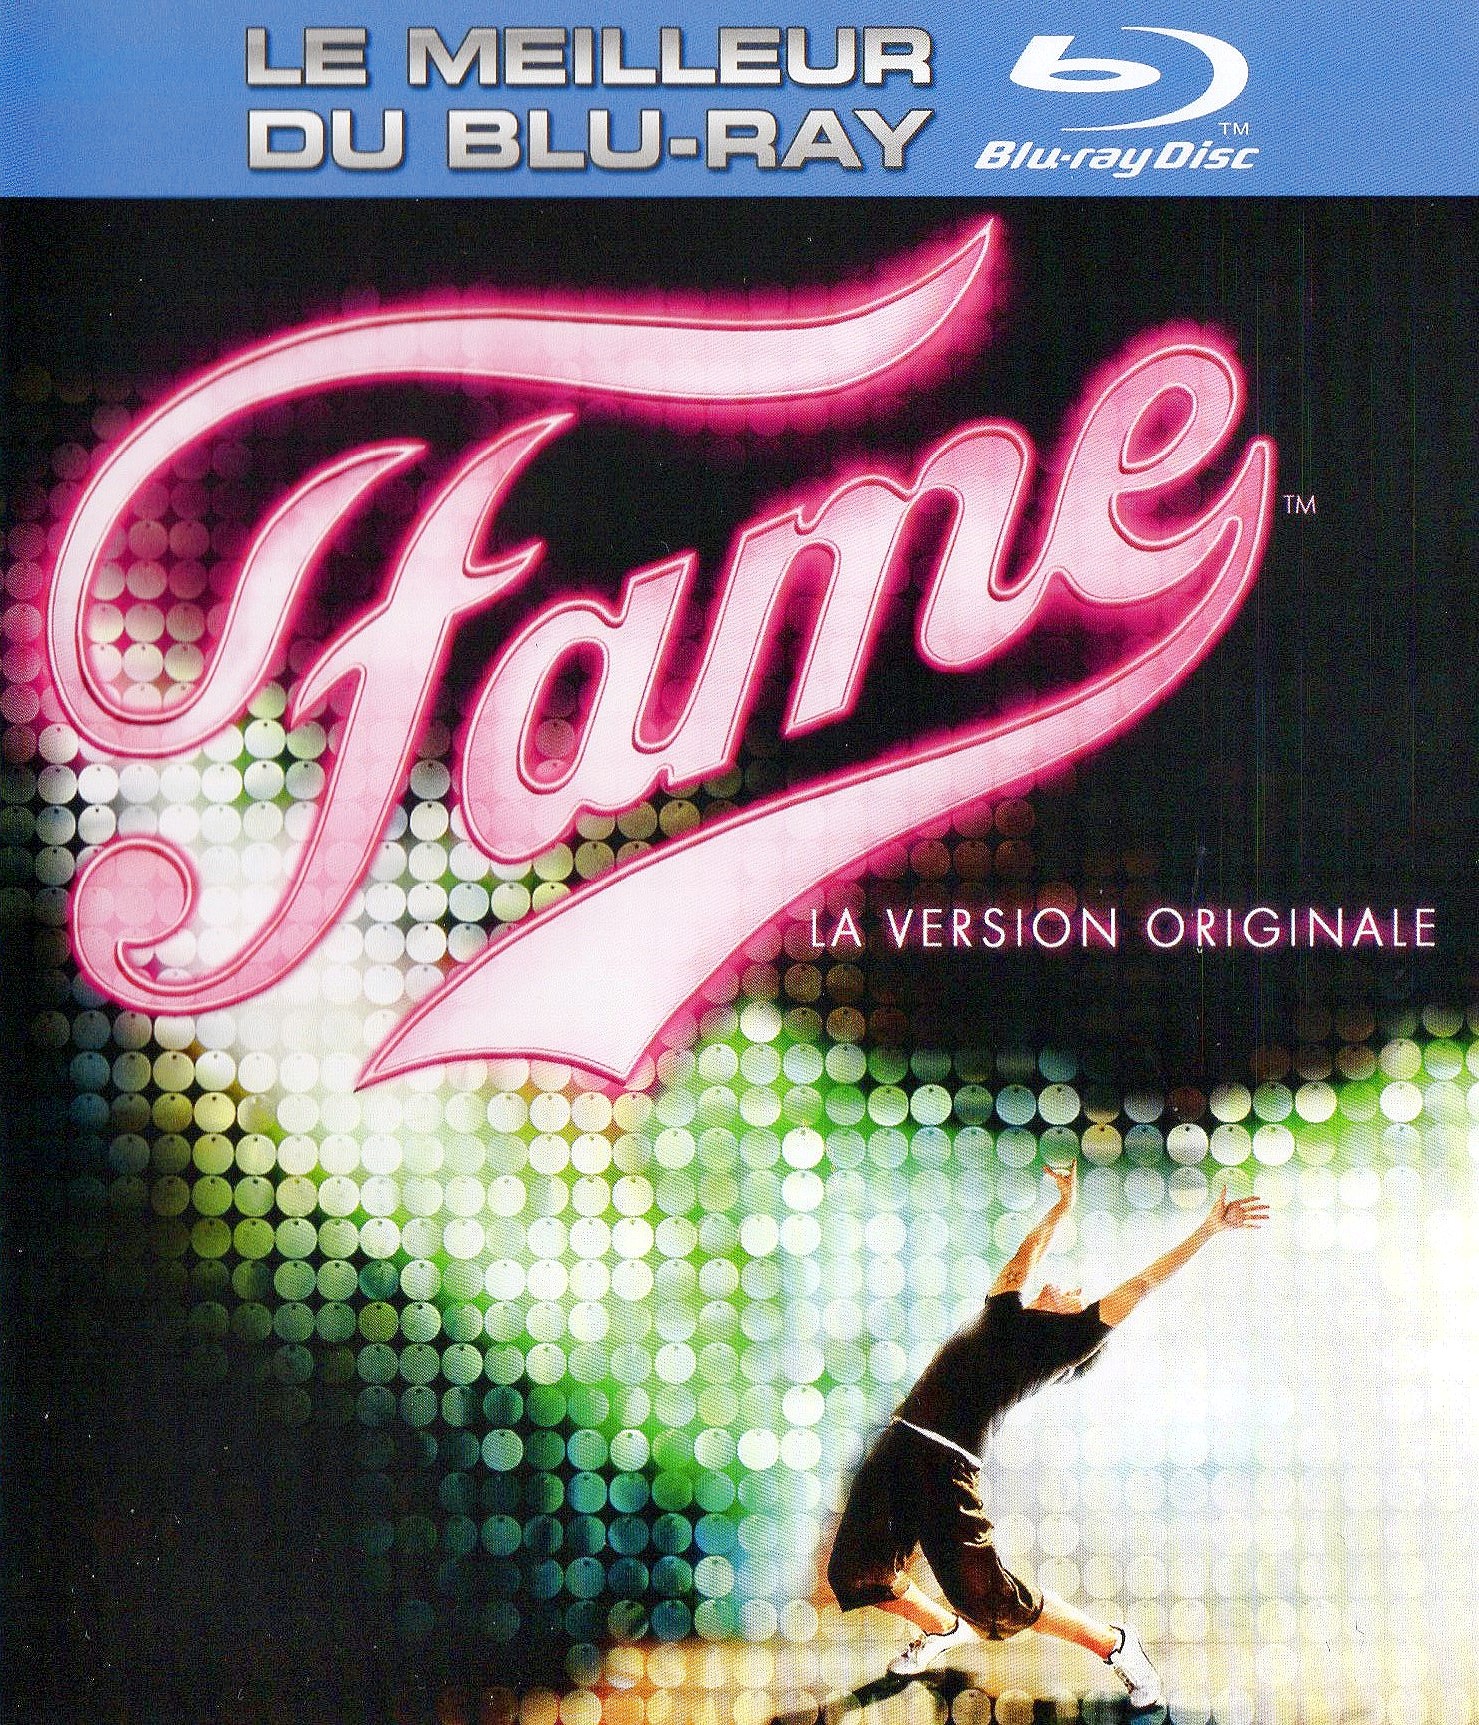 LE MEILLEUR
DU BLU-RAY
TM
Blu-ray Disc
Fame
TM
LA VERSION ORIGINALE